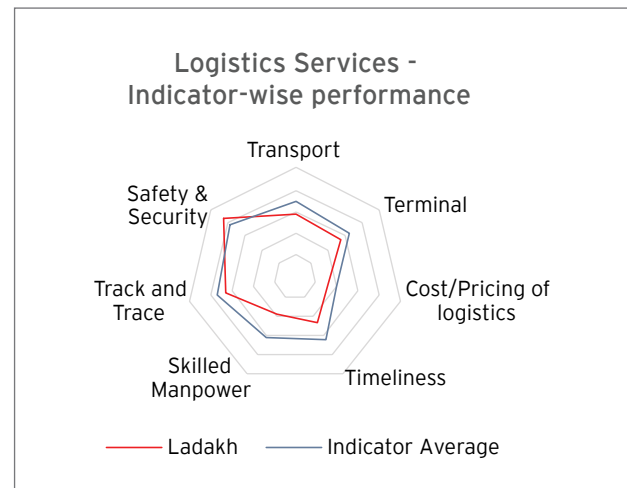 Logistics Services -
Indicator-wise performance
Transport
Terminal
Cost/Pricing of
logistics
Timeliness
Skilled
Manpower
Track and
Trace
Safety &
Security
Ladakh
Indicator Average